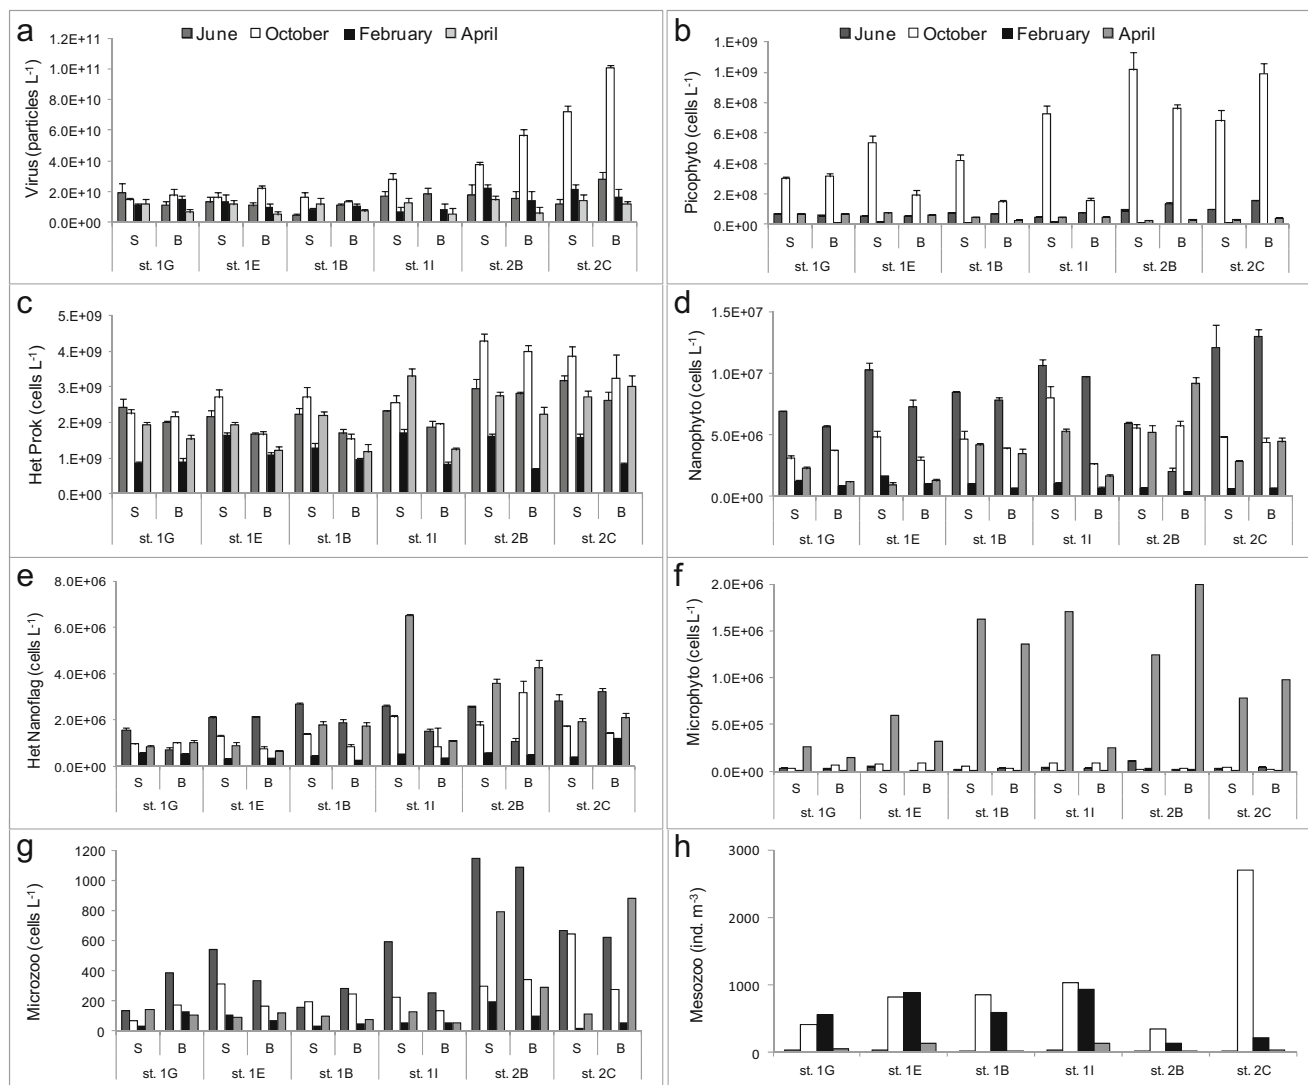 a
June October February April
Virus (particles L-1)
1.2E+11
1.0E+11
8.0E+10
6.0E+10
4.0E+10
2.0E+10
0.E+00
S B S B S B S B S B S B
st. 1G st. 1E st. 1B st. 1I st. 2B st. 2C
b
June October February April
Picophyto (cells L-1)
1.E+09
1.E+09
8.E+08
6.E+08
4.E+08
2.E+08
0.E+00
S B S B S B S B S B S B
st. 1G st. 1E st. 1B st. 1I st. 2B st. 2C
c
Het Prok (cells L-1)
5.E+09
4.E+09
3.E+09
2.E+09
1.E+09
0.E+00
S B S B S B S B S B S B
st. 1G st. 1E st. 1B st. 1I st. 2B st. 2C
d
Nanophyto (cells L-1)
1.5E+07
1.0E+07
5.0E+06
0.0E+00
S B S B S B S B S B S B
st. 1G st. 1E st. 1B st. 1I st. 2B st. 2C
e
Het Nanoflag (cells L-1)
8.0E+06
6.0E+06
4.0E+06
2.0E+06
0.0E+00
S B S B S B S B S B S B
st. 1G st. 1E st. 1B st. 1I st. 2B st. 2C
f
Microphyto (cells L-1)
2.0E+06
1.5E+06
1.0E+06
5.0E+05
0.0E+00
S B S B S B S B S B S B
st. 1G st. 1E st. 1B st. 1I st. 2B st. 2C
g
Microzoo (cells L-1)
1200
1000
800
600
400
200
0
S B S B S B S B S B S B
st. 1G st. 1E st. 1B st. 1I st. 2B st. 2C
h
Mesozoo (ind. m-3)
3000
2000
1000
0
st. 1G st. 1E st. 1B st. 1I st. 2B st. 2C